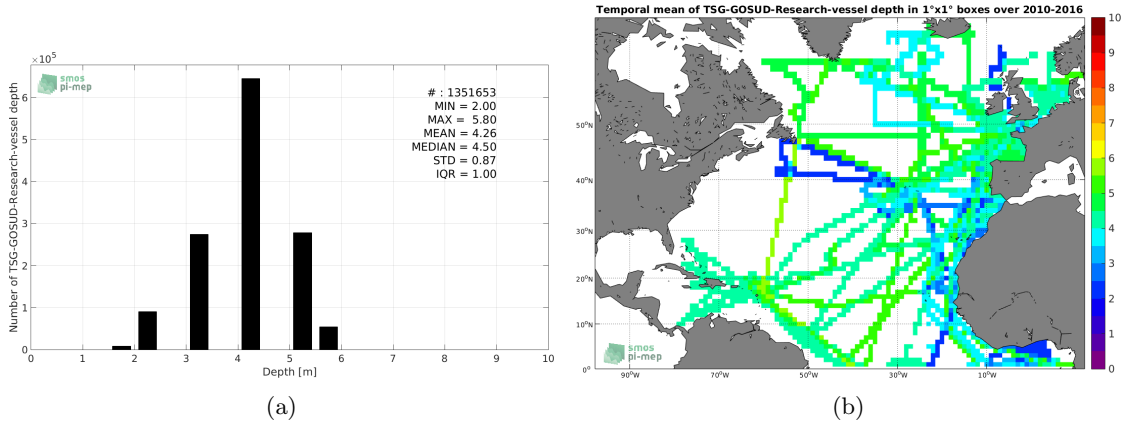 ×10⁵
smos
pi-mep
# : 1351653
MIN = 2.00
MAX = 5.80
MEAN = 4.26
MEDIAN = 4.50
STD = 0.87
IQR = 1.00
Number of TSG-GOSUD-Research-vessel depth
6
5
4
3
2
1
0
0 1 2 3 4 5 6 7 8 9 10
Depth [m]
(a)
Temporal mean of TSG-GOSUD-Research-vessel depth in 1°x1° boxes over 2010-2016
50°N
40°N
30°N
20°N
10°N
0°
90°W 70°W 50°W 30°W 10°W
smos
pi-mep
10
9
8
7
6
5
4
3
2
1
0
(b)